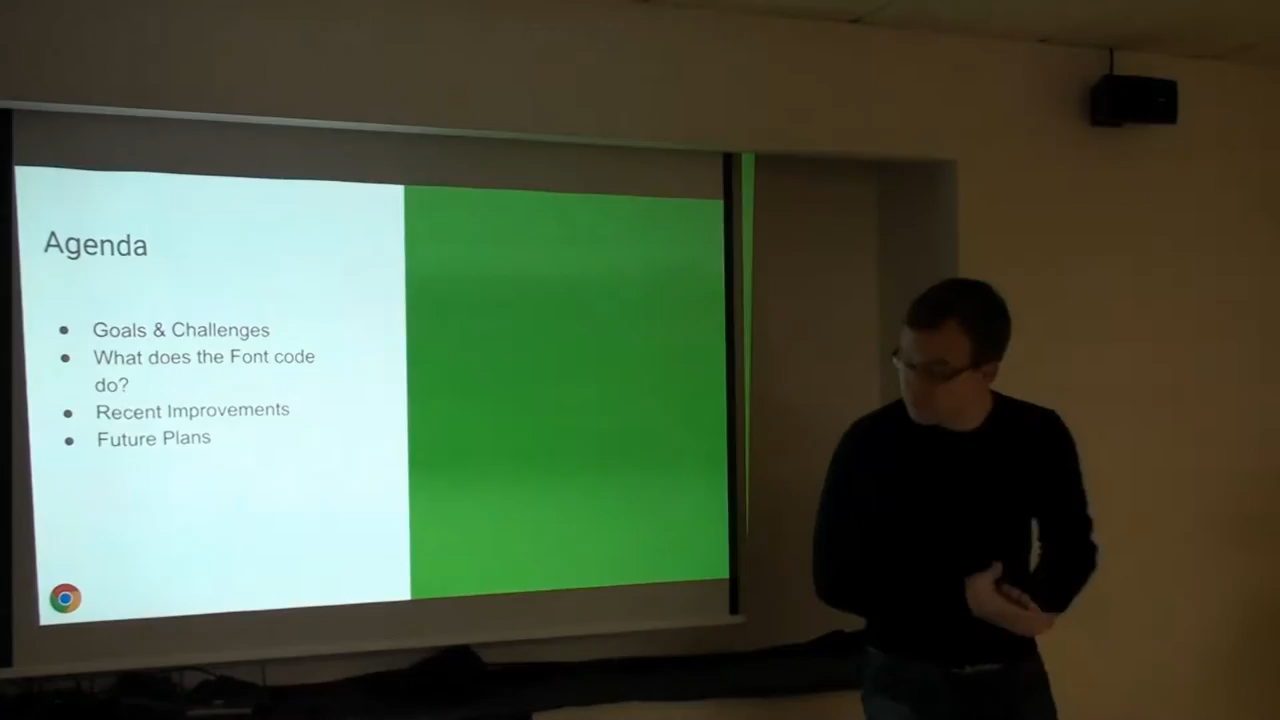 Agenda
Goals & Challenges
What does the Font code
do?
Recent Improvements
Future Plans